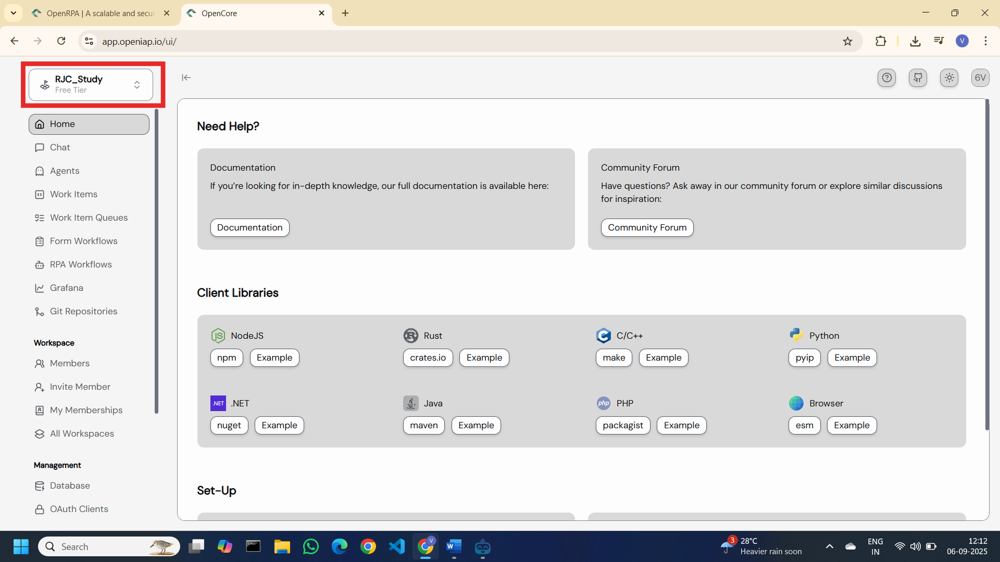 OpenRPA | A scalable and secu
OpenCore
app.openiap.io/ui/
V
RJC_Study
Free Tier
6V
Home
Chat
Agents
Work Items
Work Item Queues
Form Workflows
RPA Workflows
Grafana
Git Repositories
Workspace
Members
Invite Member
My Memberships
All Workspaces
Management
Database
OAuth Clients
Need Help?
Documentation
If you’re looking for in-depth knowledge, our full documentation is available here:
Documentation
Community Forum
Have questions? Ask away in our community forum or explore similar discussions
for inspiration:
Community Forum
Client Libraries
JS NodeJS
npm Example
R Rust
crates.io Example
C C/C++
make Example
Python
pyip Example
.NET .NET
nuget Example
Java
maven Example
php PHP
packagist Example
Browser
esm Example
Set-Up
Search
V
W
3
28°C
Heavier rain soon
ENG
IN
12:12
06-09-2025